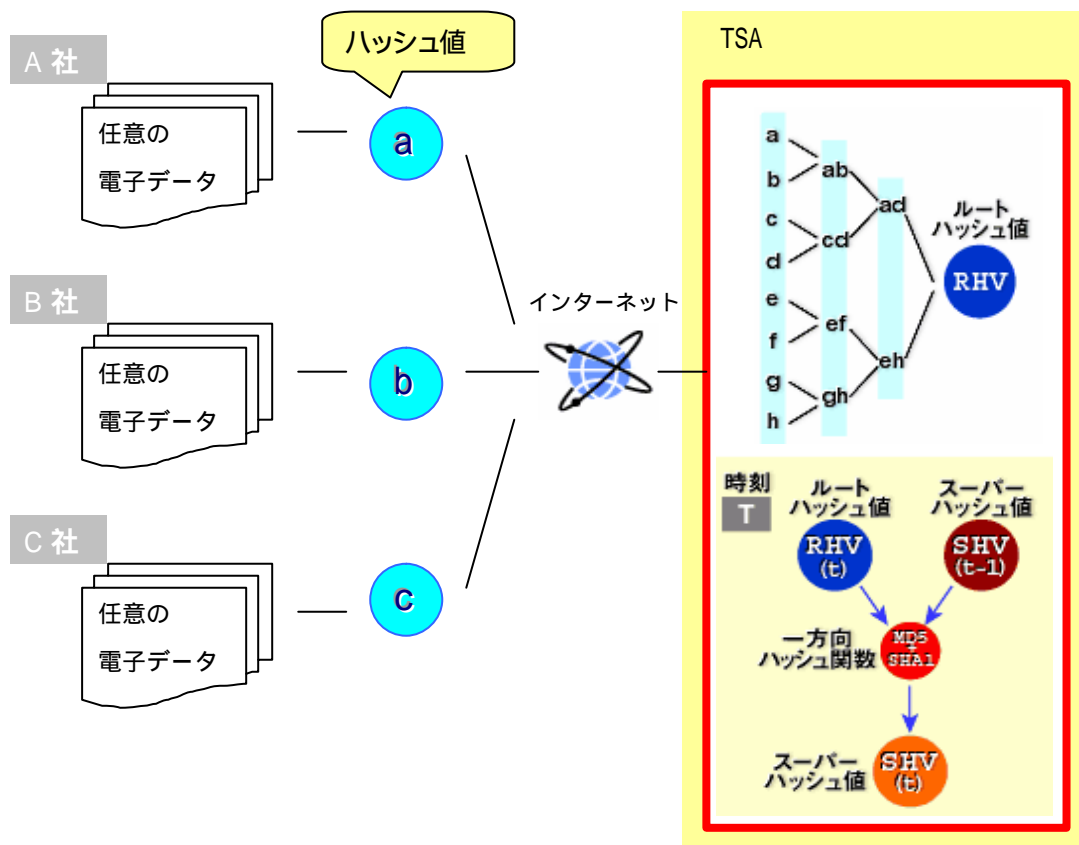 A 社
任意の
電子データ
ハッシュ値
a
B 社
任意の
電子データ
b
C 社
任意の
電子データ
c
インターネット
TSA
a
b
c
d
e
f
g
h
ab
cd
ef
gh
ad
eh
ルート
ハッシュ値
RHV
時刻
T
ルート
ハッシュ値
RHV
(t)
スーパー
ハッシュ値
SHV
(t-1)
一方向
ハッシュ関数
MD5
+
SHA1
スーパー
ハッシュ値
SHV
(t)